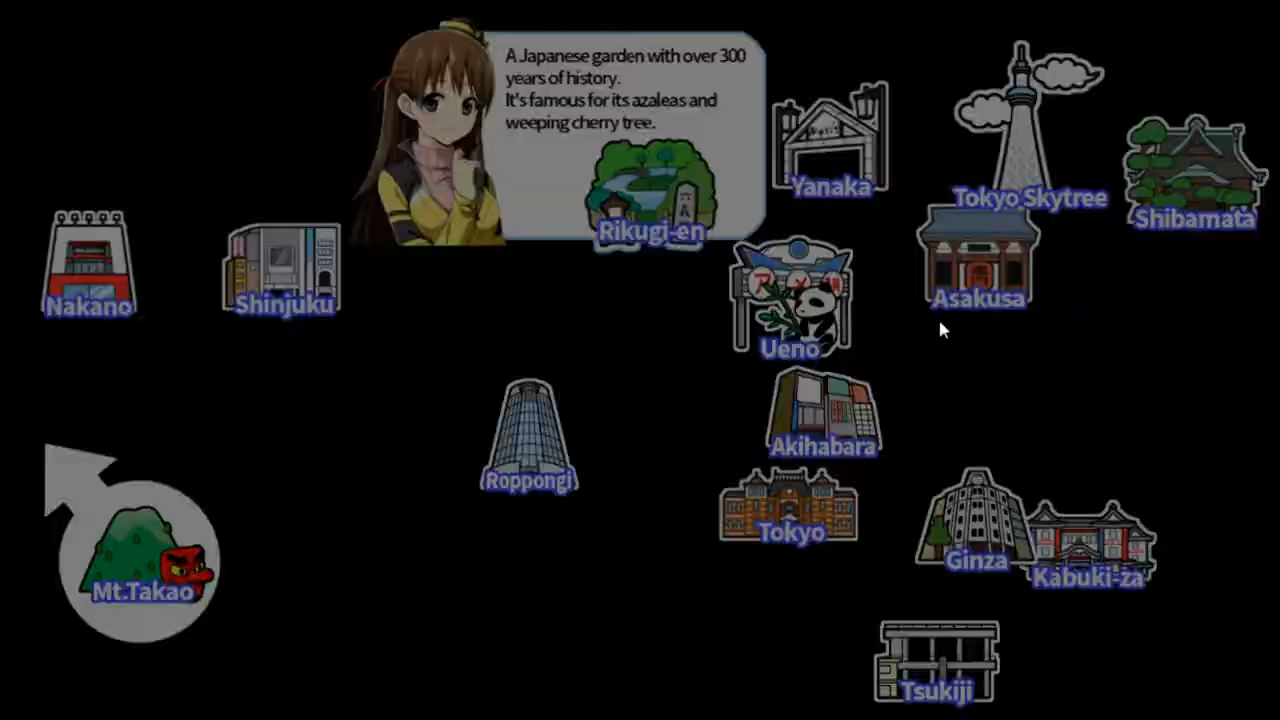 A Japanese garden with over 300
years of history.
It's famous for its azaleas and
weeping cherry tree.
Yanaka
Tokyo Skytree
Shibamata
Rikugi-en
Nakano
Shinjuku
Asakusa
ア
Ueno
Akihabara
Roppongi
Tokyo
Ginza
Kabuki-za
Mt.Takao
Tsukiji